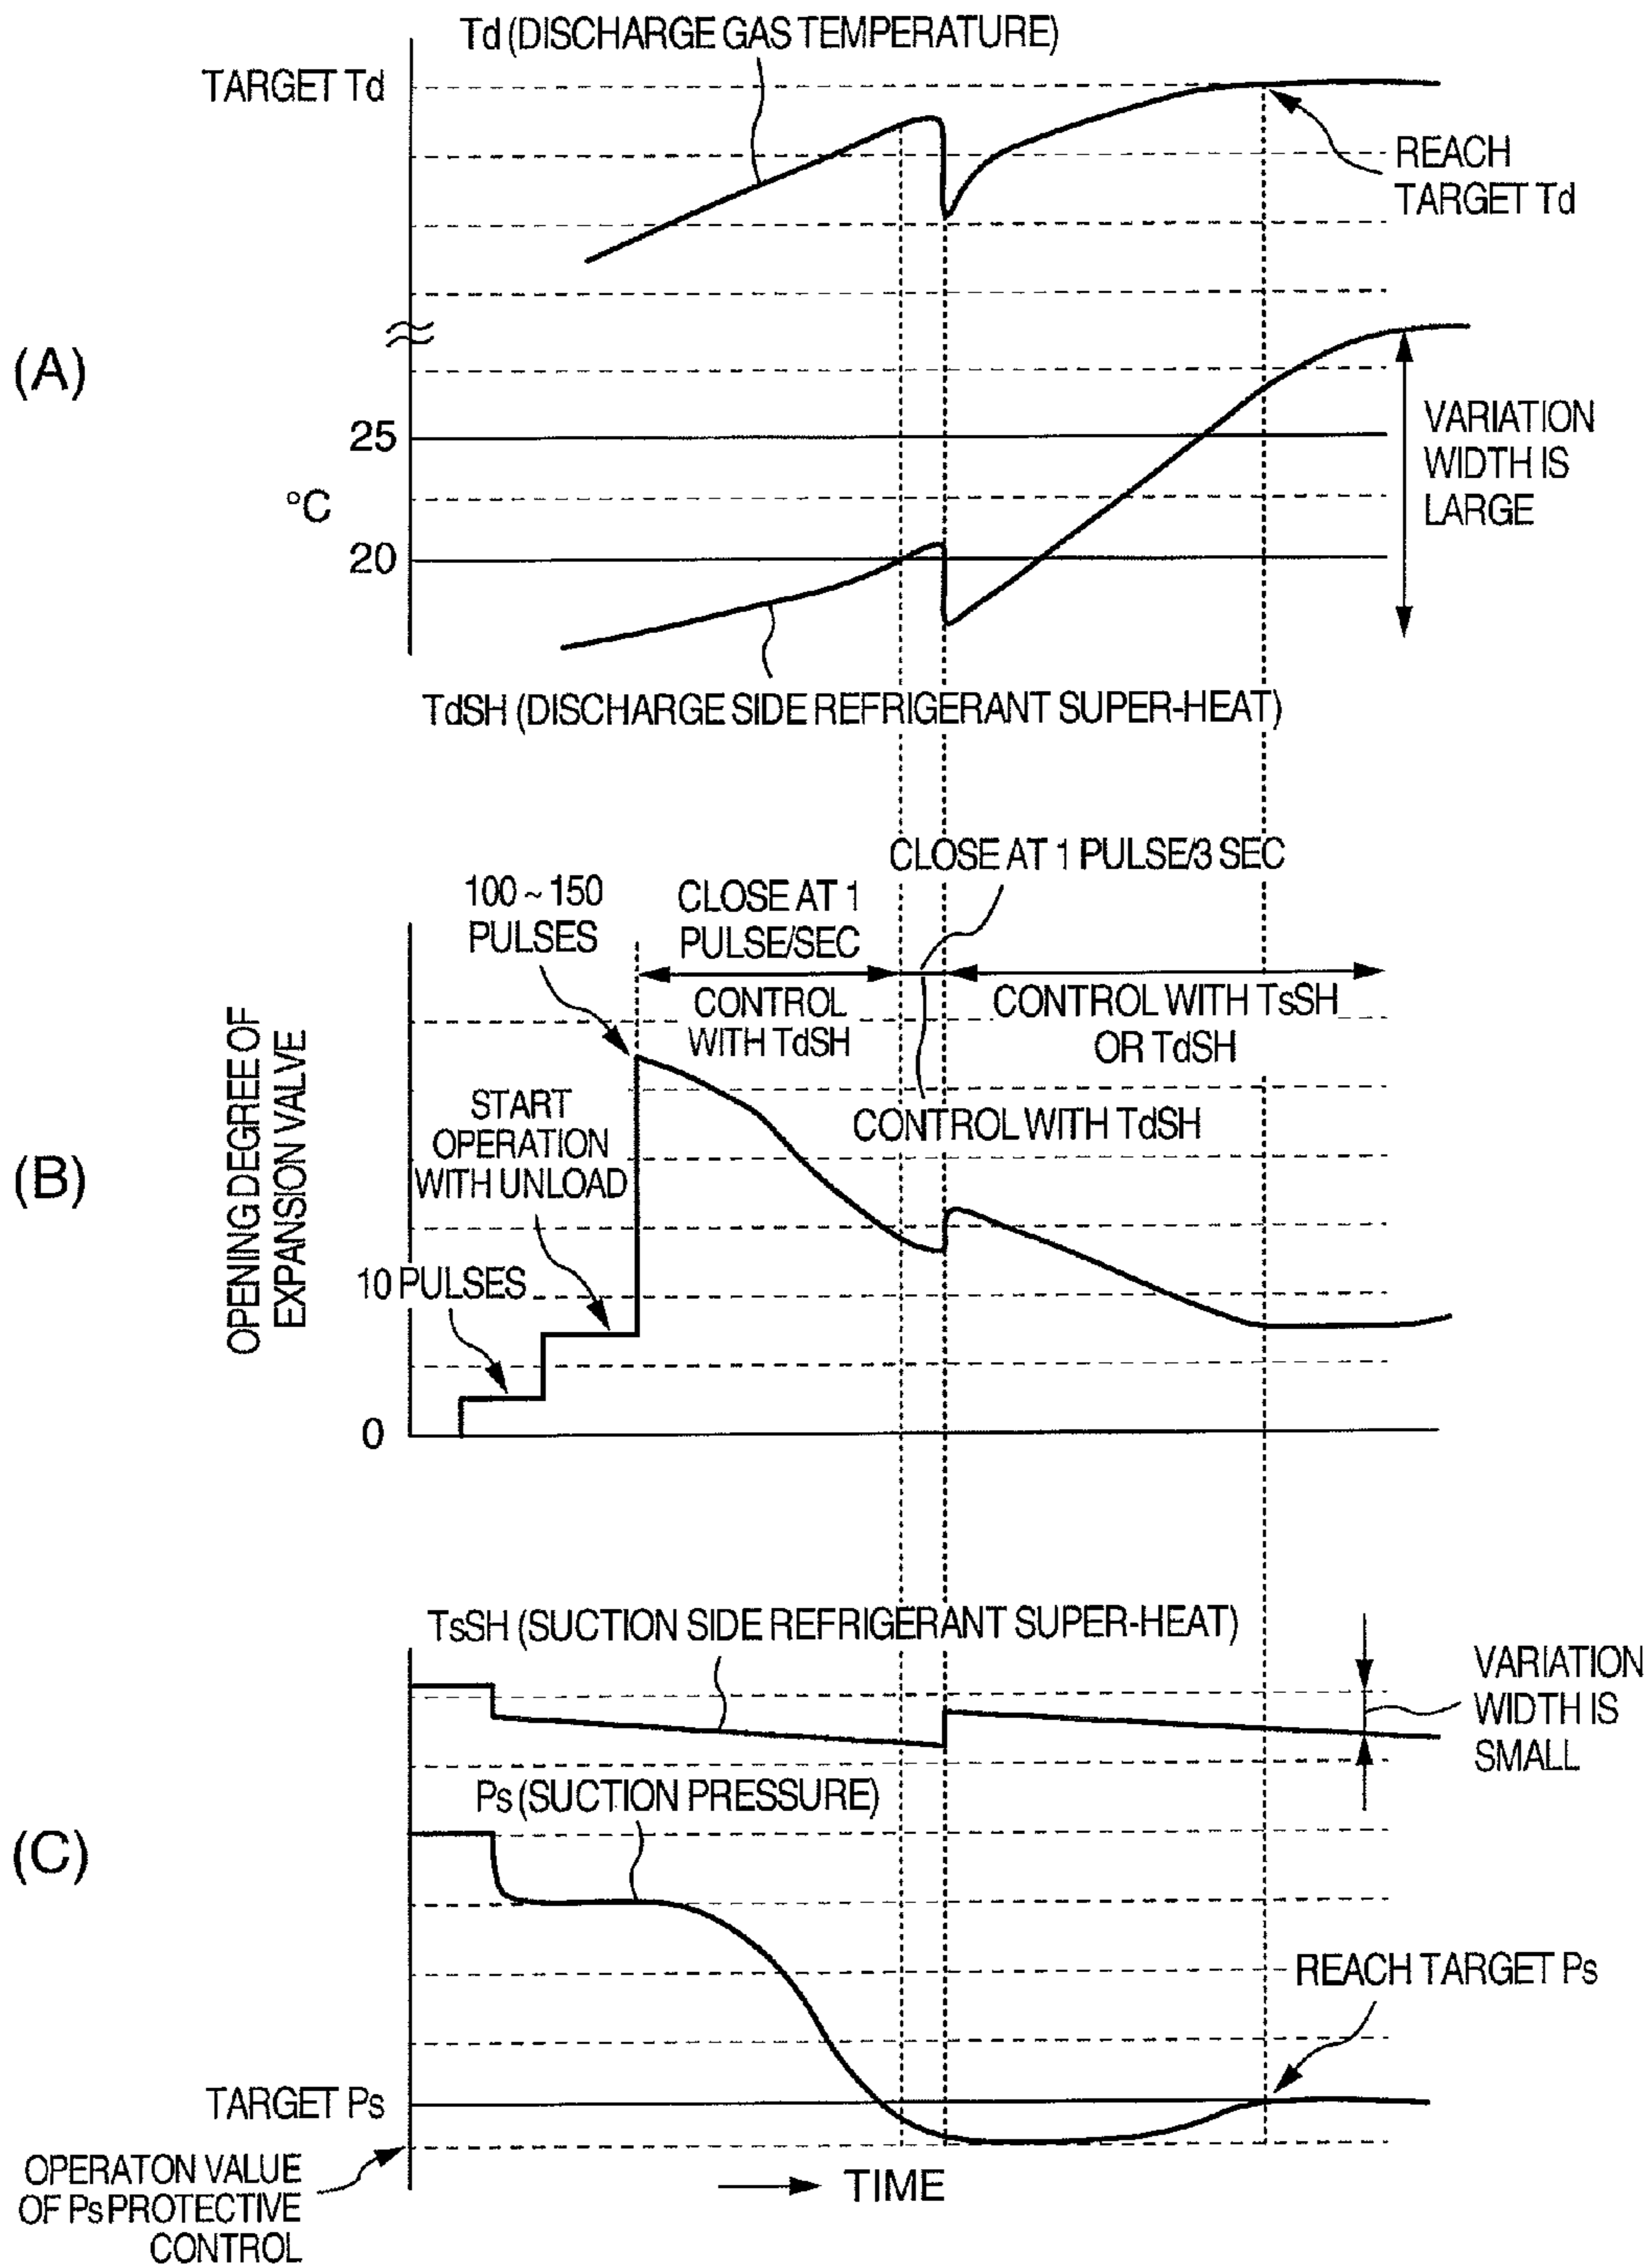 Td (DISCHARGE GAS TEMPERATURE)
TARGET Td
REACH
TARGET Td
(A)
25
°C
20
VARIATION
WIDTH IS
LARGE
TdSH (DISCHARGE SIDE REFRIGERANT SUPER-HEAT)
CLOSE AT 1 PULSE/3 SEC
100 ~ 150
PULSES
CLOSE AT 1
PULSE/SEC
CONTROL
WITH TdSH
CONTROL WITH TsSH
OR TdSH
START
OPERATION
WITH UNLOAD
CONTROL WITH TdSH
(B)
OPENING DEGREE OF
EXPANSION VALVE
10 PULSES
0
TsSH (SUCTION SIDE REFRIGERANT SUPER-HEAT)
VARIATION
WIDTH IS
SMALL
Ps (SUCTION PRESSURE)
(C)
REACH TARGET Ps
TARGET Ps
OPERATON VALUE
OF Ps PROTECTIVE
CONTROL
TIME